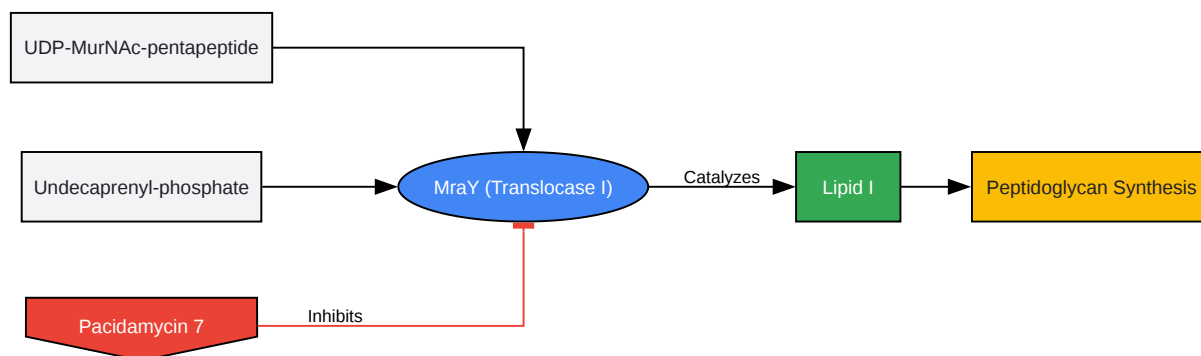 UDP-MurNAc-pentapeptide
Undecaprenyl-phosphate
MraY (Translocase I)
Catalyzes
Lipid I
Peptidoglycan Synthesis
Pacidamycin 7
Inhibits